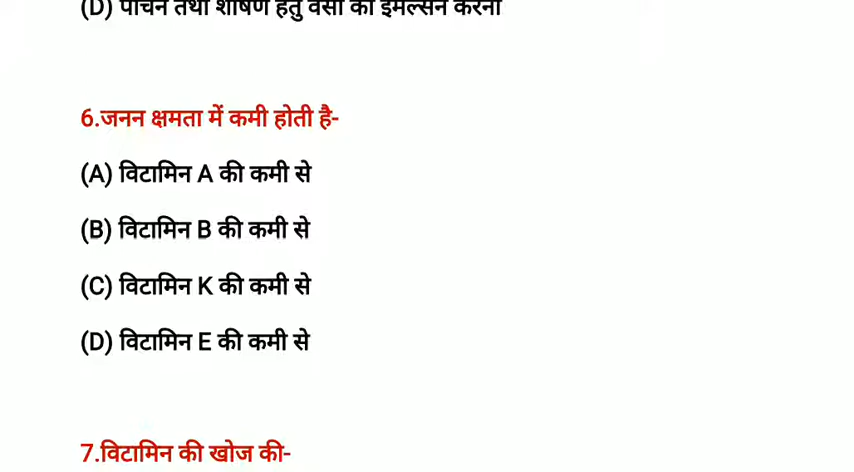 (D) पाचन तथा शोषण हेतु वसा का इमल्सन करना
6.जनन क्षमता में कमी होती है-
(A) विटामिन A की कमी से
(B) विटामिन B की कमी से
(C) विटामिन K की कमी से
(D) विटामिन E की कमी से
7.विटामिन की खोज की-